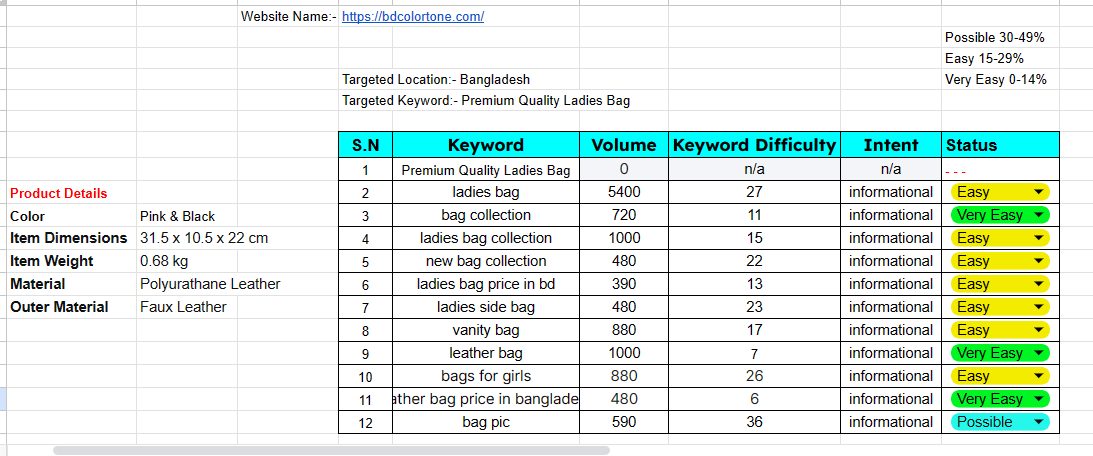 Website Name:- https://bdcolortone.com/
Possible 30-49%
Easy 15-29%
Targeted Location:- Bangladesh Very Easy 0-14%
Targeted Keyword:- Premium Quality Ladies Bag
S.N Keyword Volume Keyword Difficulty Intent Status
1 Premium Quality Ladies Bag 0 n/a n/a - - -
Product Details 2 ladies bag 5400 27 informational Easy
Color Pink & Black 3 bag collection 720 11 informational Very Easy
Item Dimensions 31.5 x 10.5 x 22 cm 4 ladies bag collection 1000 15 informational Easy
Item Weight 0.68 kg 5 new bag collection 480 22 informational Easy
Material Polyurathane Leather 6 ladies bag price in bd 390 13 informational Easy
Outer Material Faux Leather 7 ladies side bag 480 23 informational Easy
8 vanity bag 880 17 informational Easy
9 leather bag 1000 7 informational Very Easy
10 bags for girls 880 26 informational Easy
11 ather bag price in banglade 480 6 informational Very Easy
12 bag pic 590 36 informational Possible